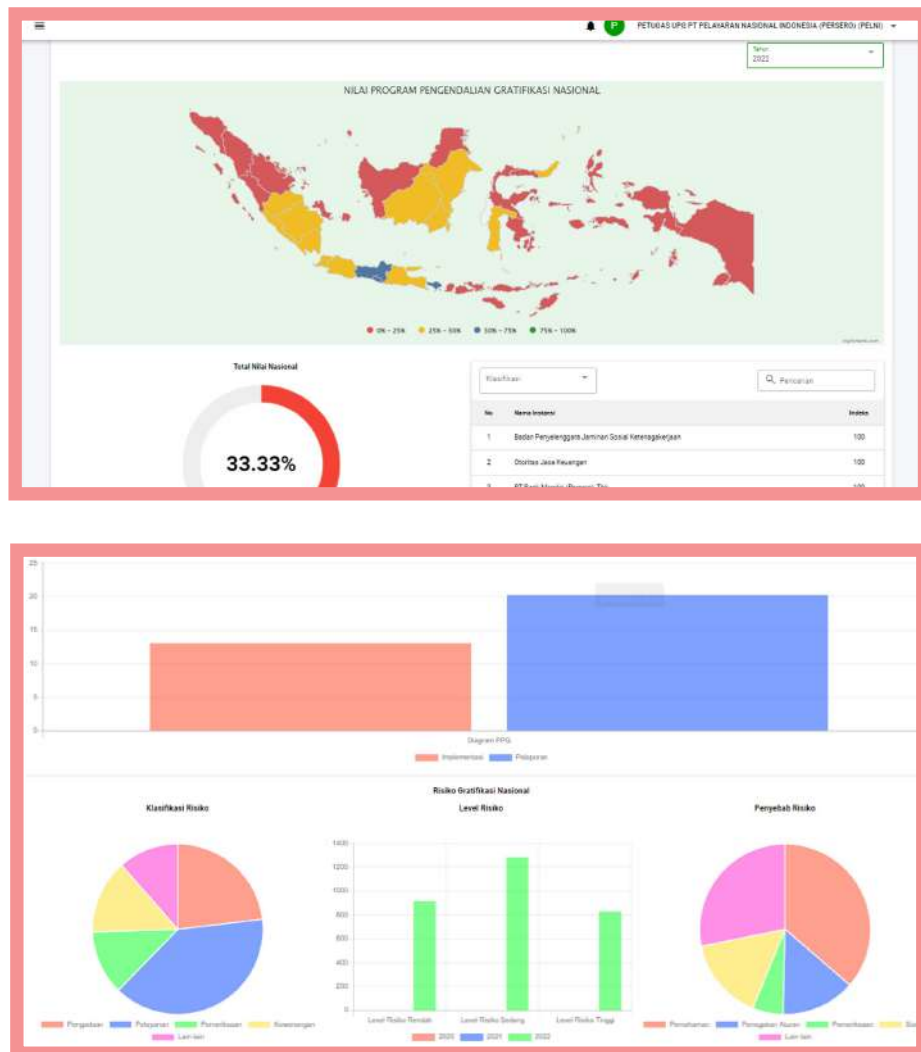 P PETUGAS UPG PT PELAYARAN NASIONAL INDONESIA (PERSERO) (PELNI)
Tahun
2022
NILAI PROGRAM PENGENDALIAN GRATIFIKASI NASIONAL
0% - 25% 25% - 50% 50% - 75% 75% - 100%
Total Nilai Nasional
33.33%
Klasifikasi
Pencarian
No Nama Instansi Indeks
1 Badan Penyelenggara Jaminan Sosial Ketenagakerjaan 100
2 Otoritas Jasa Keuangan 100
25
20
15
10
5
0
Diagram PPG
Implementasi Pelaporan
Risiko Gratifikasi Nasional
Klasifikasi Risiko
Level Risiko
Penyebab Risiko
1400
1200
1000
800
600
400
200
0
Level Risiko Rendah Level Risiko Sedang Level Risiko Tinggi
2020 2021 2022
Pengadaan Pelayanan Pemeriksaan Kewenangan
Lain-lain
Pemahaman Penegakan Aturan Pemeriksaan
Lain-lain